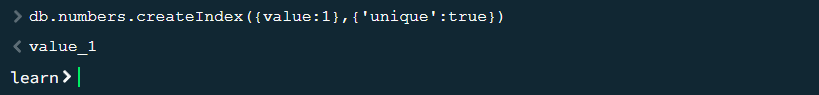 > db.numbers.createIndex({value:1},{'unique':true})
< value_1
learn>